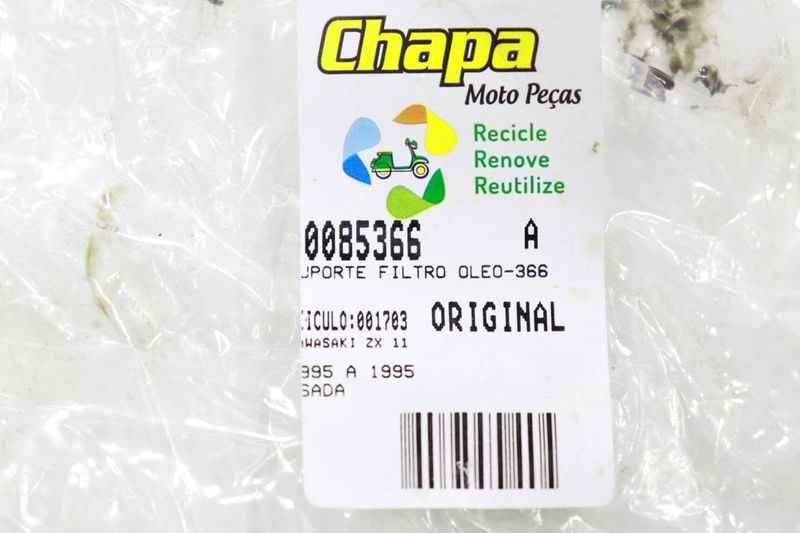 Chapa
Moto Peças
Recicle
Renove
Reutilize
0085366 A
UPORTE FILTRO OLEO-366
ICULO:001703 ORIGINAL
AWASAKI ZX 11
995 A 1995
SADA